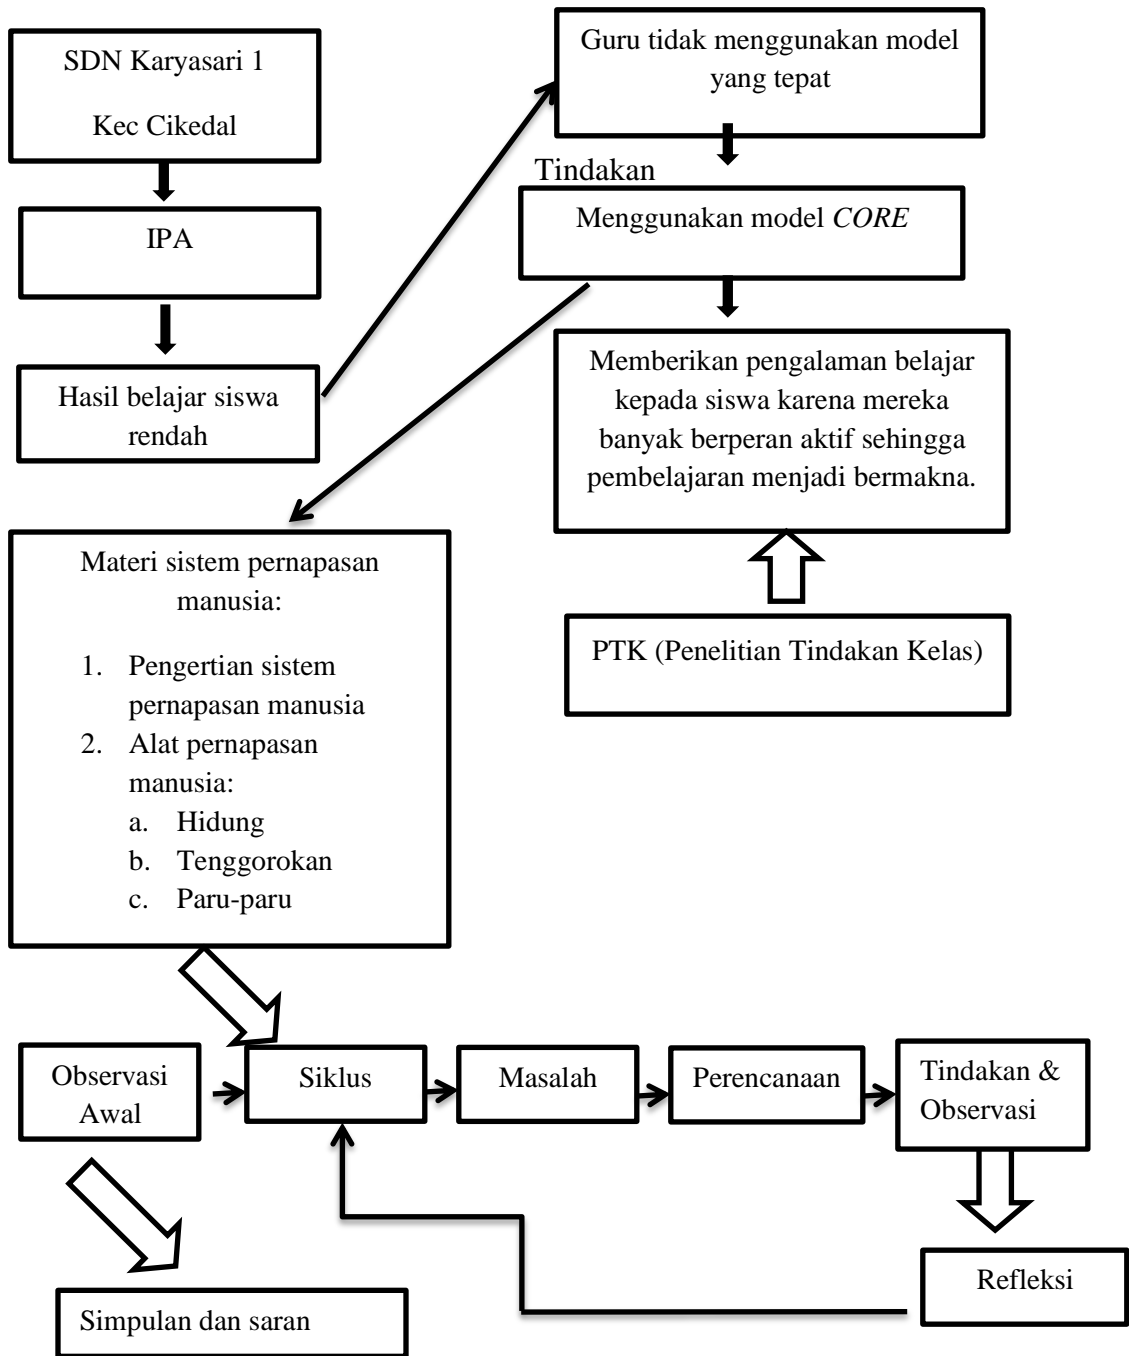 SDN Karyasari 1
Kec Cikedal
IPA
Hasil belajar siswa
rendah
Guru tidak menggunakan model
yang tepat
Tindakan
Menggunakan model CORE
Memberikan pengalaman belajar
kepada siswa karena mereka
banyak berperan aktif sehingga
pembelajaran menjadi bermakna.
PTK (Penelitian Tindakan Kelas)
Materi sistem pernapasan
manusia:
1. Pengertian sistem
pernapasan manusia
2. Alat pernapasan
manusia:
a. Hidung
b. Tenggorokan
c. Paru-paru
Observasi
Awal
Siklus
Masalah
Perencanaan
Tindakan &
Observasi
Refleksi
Simpulan dan saran